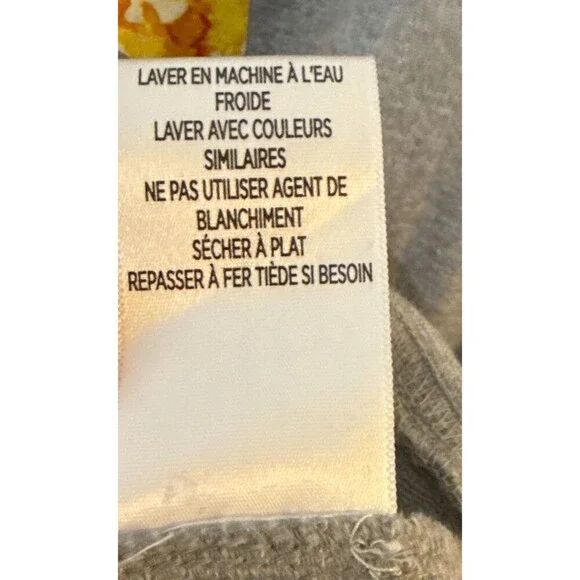 LAVER EN MACHINE À L'EAU
FROIDE
LAVER AVEC COULEURS
SIMILAIRES
NE PAS UTILISER AGENT DE
BLANCHIMENT
SÉCHER À PLAT
REPASSER À FER TIÈDE SI BESOIN